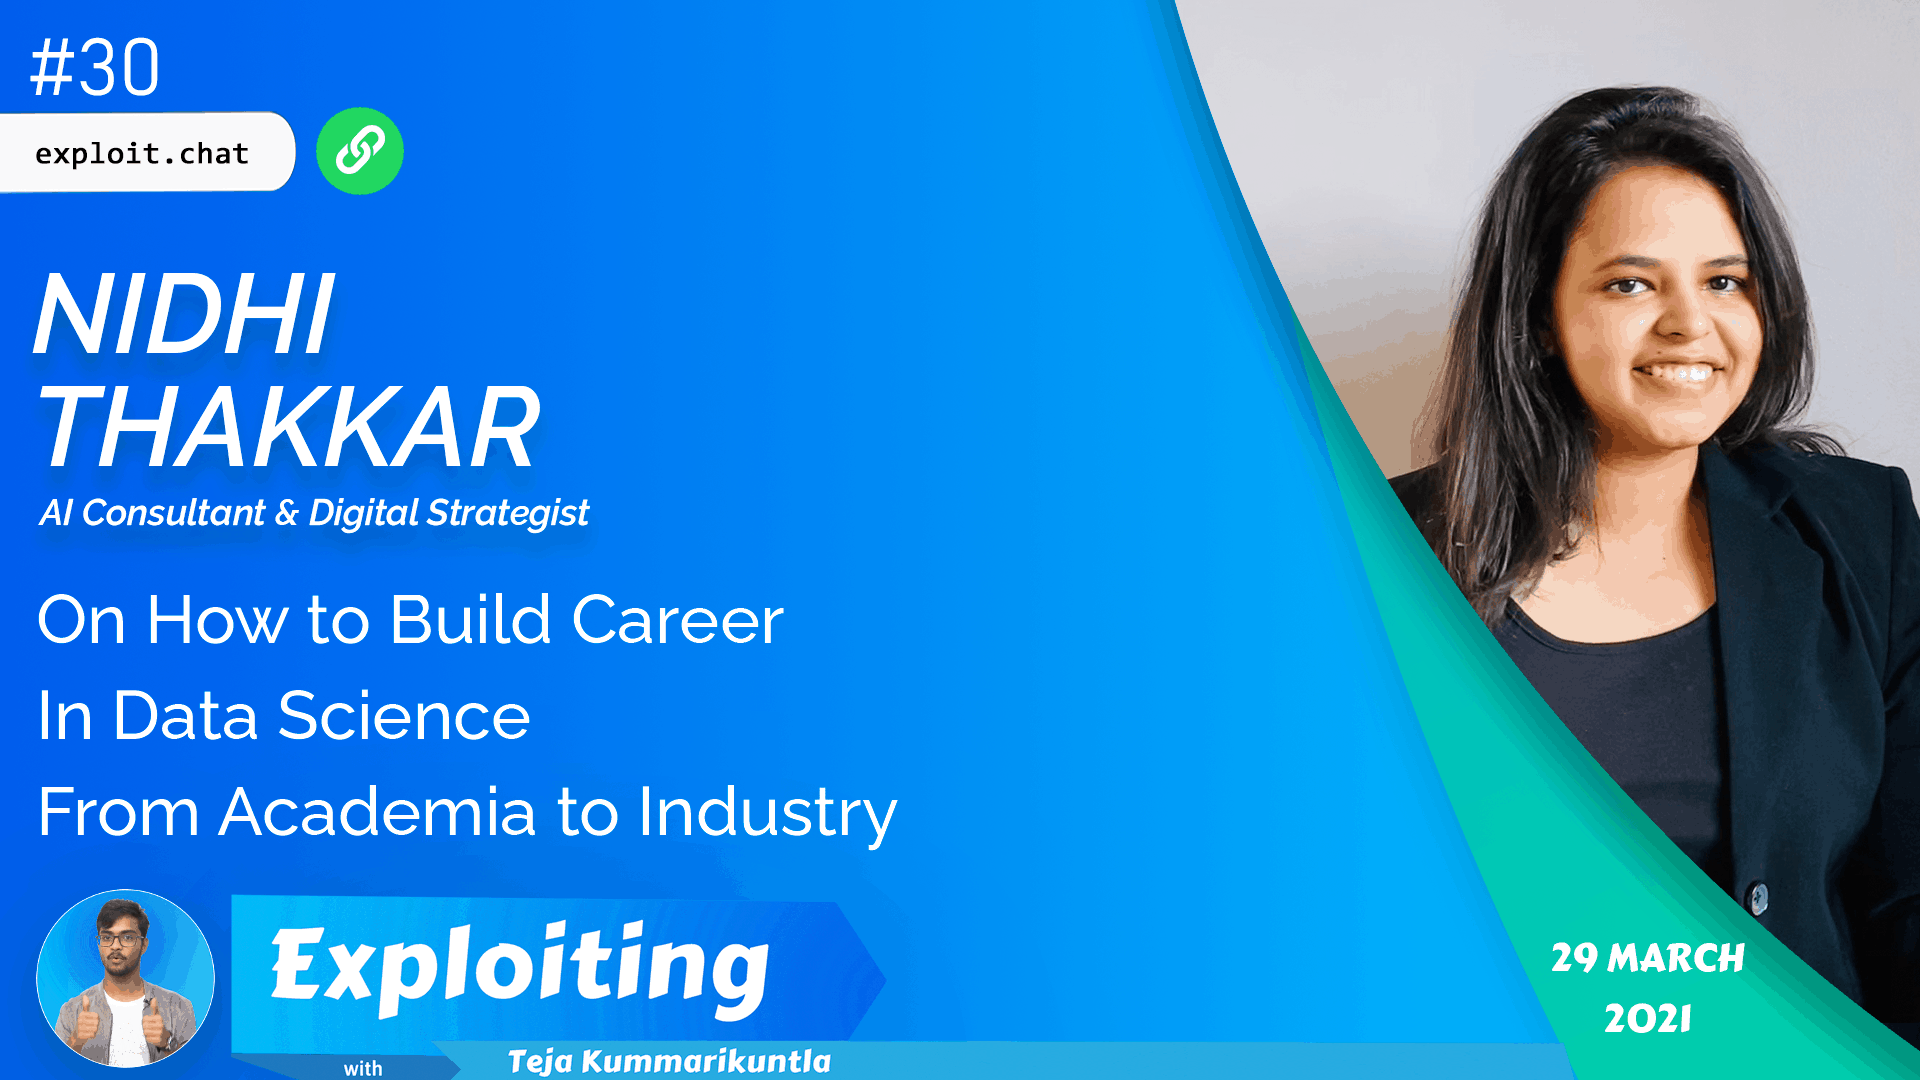 #30
exploit.chat
NIDHI
THAKKAR
AI Consultant & Digital Strategist
On How to Build Career
In Data Science
From Academia to Industry
Exploiting
with Teja Kummarikuntla
29 MARCH
2021